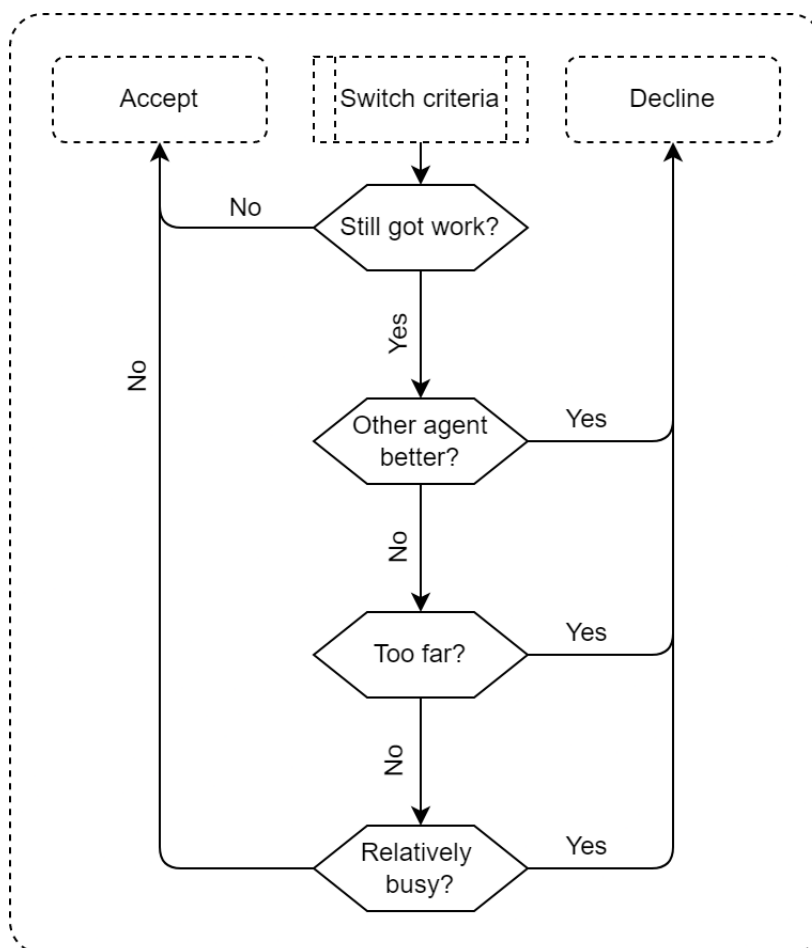 Accept
Switch criteria
Decline
No
Still got work?
Yes
No
Other agent
better?
Yes
No
Too far?
Yes
No
Relatively
busy?
Yes